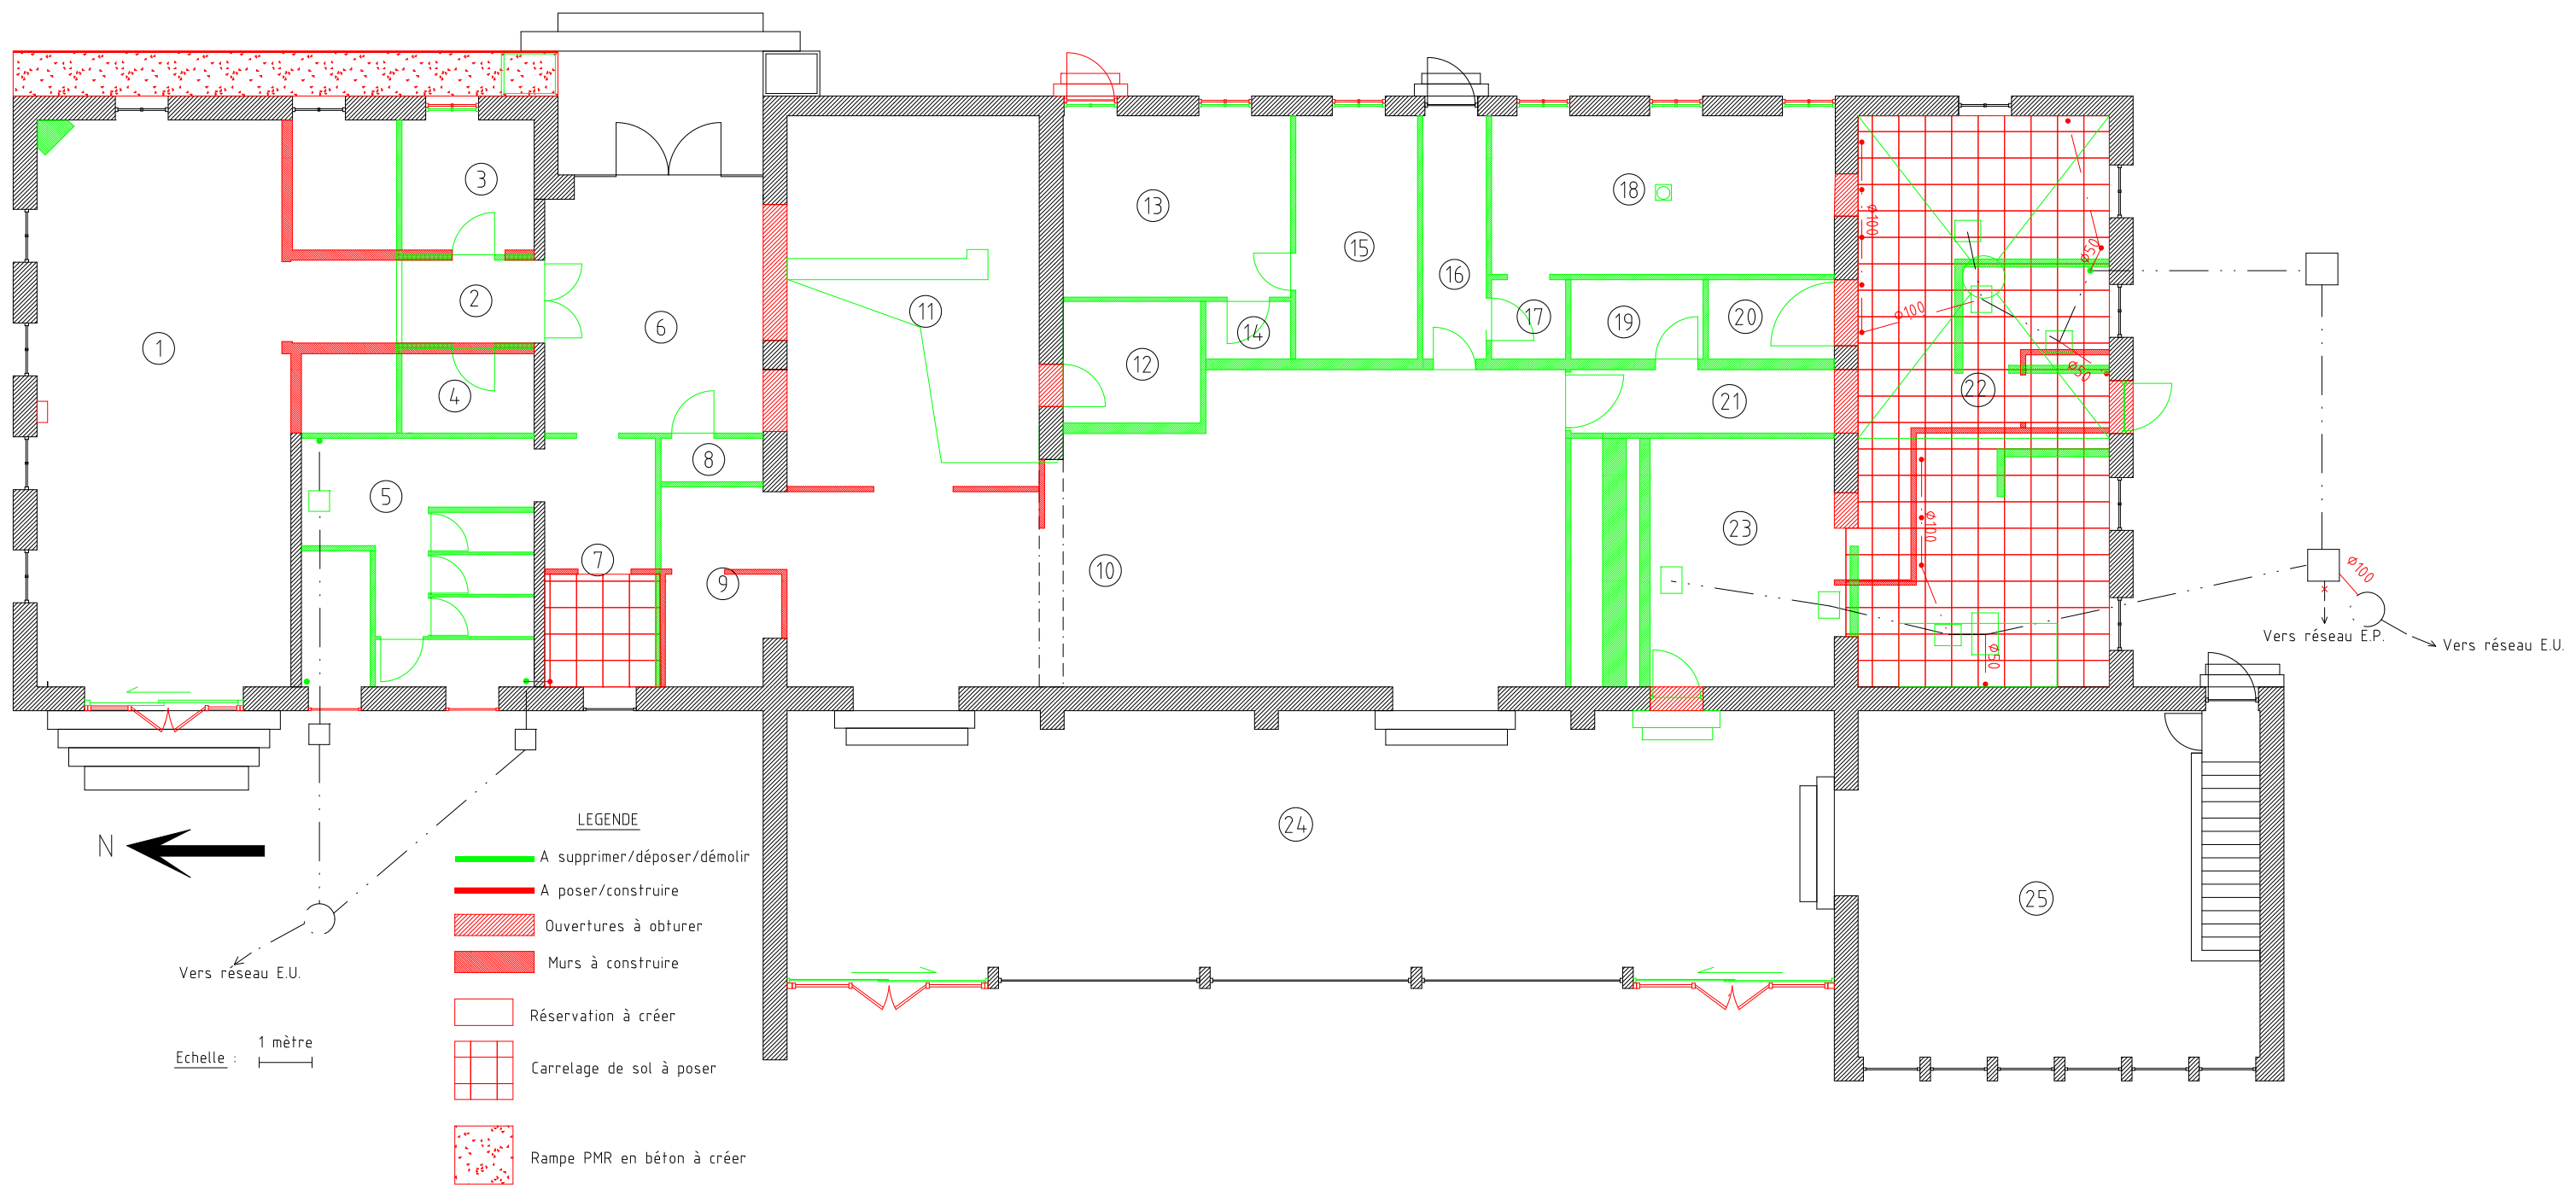 3
13
18
Ø100
15
16
Ø50
2
11
6
Ø100
14
17
19
20
1
12
Ø50
4
22
21
8
5
23
Ø100
7
9
10
Ø100
Vers réseau E.P.
Vers réseau E.U.
Ø50
LEGENDE
24
N
A supprimer/déposer/démolir
A poser/construire
25
Ouvertures à obturer
Murs à construire
Vers réseau E.U.
Réservation à créer
1 mètre
Echelle :
Carrelage de sol à poser
Rampe PMR en béton à créer